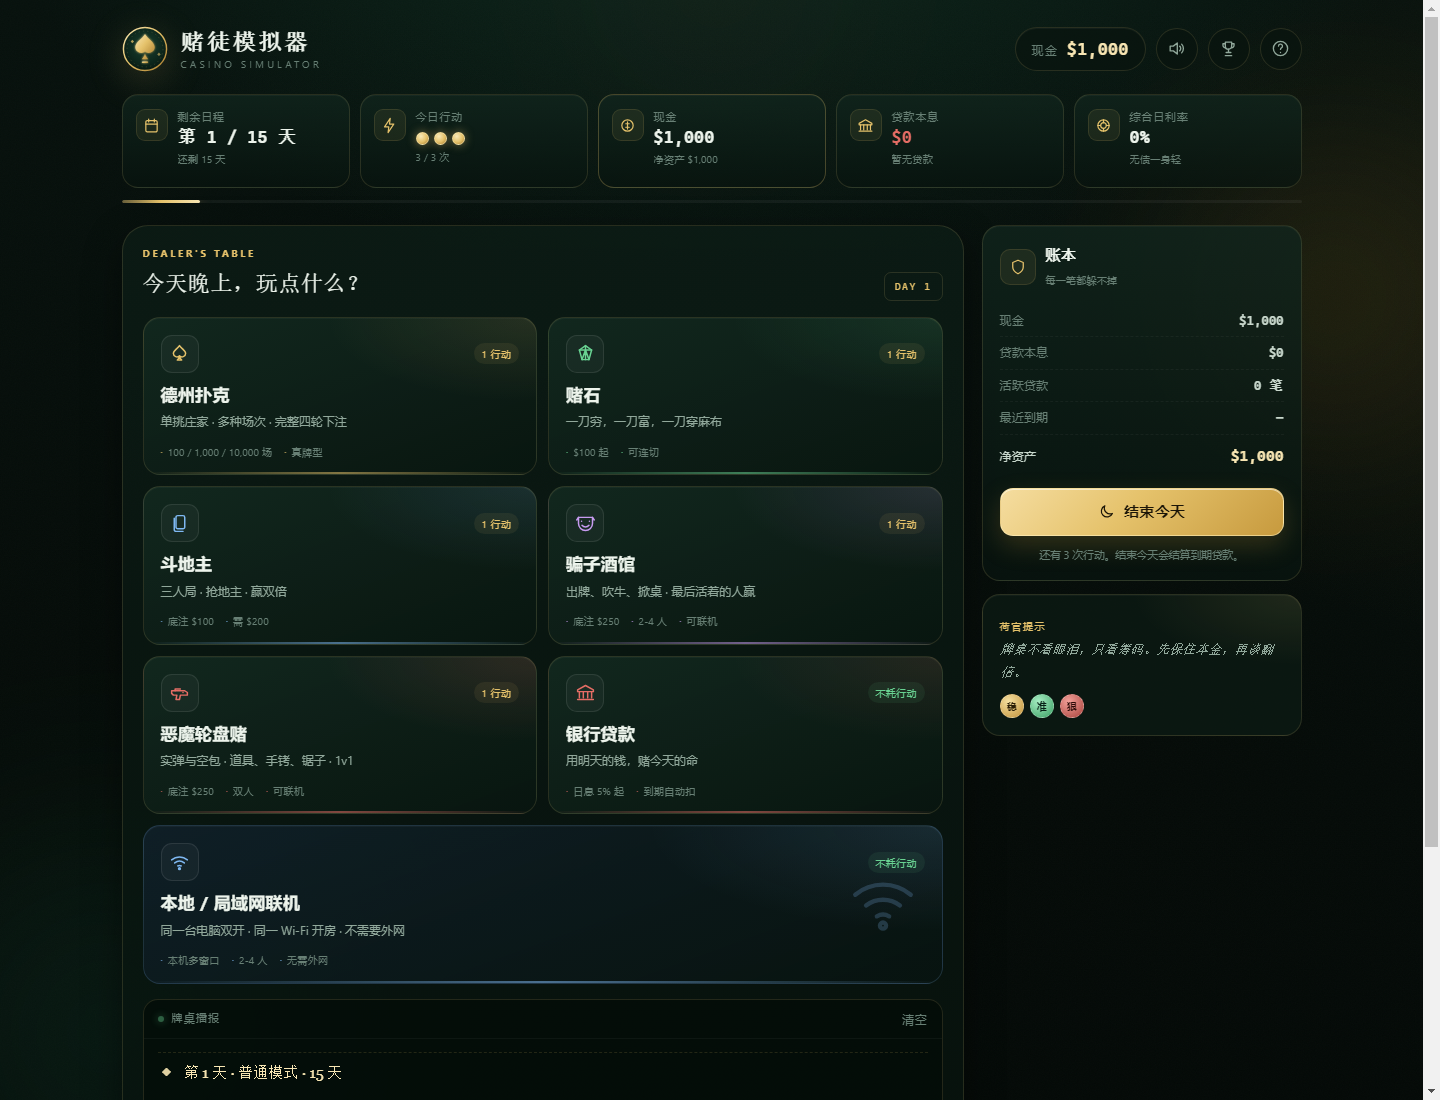 赌徒模拟器
CASINO SIMULATOR
现金 $1,000
剩余日程
第 1 / 15 天
还剩 15 天
今日行动
3 / 3 次
现金
$1,000
净资产 $1,000
贷款本息
$0
暂无贷款
综合日利率
0%
无债一身轻
DEALER'S TABLE
今天晚上，玩点什么？
DAY 1
1 行动
德州扑克
单挑庄家 · 多种场次 · 完整四轮下注
· 100 / 1,000 / 10,000 场 · 真牌型
1 行动
赌石
一刀穷，一刀富，一刀穿麻布
· $100 起 · 可连切
1 行动
斗地主
三人局 · 抢地主 · 赢双倍
· 底注 $100 · 需 $200
1 行动
骗子酒馆
出牌、吹牛、掀桌 · 最后活着的人赢
· 底注 $250 · 2-4 人 · 可联机
1 行动
恶魔轮盘赌
实弹与空包 · 道具、手铐、锯子 · 1v1
· 底注 $250 · 双人 · 可联机
不耗行动
银行贷款
用明天的钱，赌今天的命
· 日息 5% 起 · 到期自动扣
不耗行动
本地 / 局域网联机
同一台电脑双开 · 同一 Wi-Fi 开房 · 不需要外网
· 本机多窗口 · 2-4 人 · 无需外网
牌桌播报
清空
第 1 天 · 普通模式 · 15 天
账本
每一笔都躲不掉
现金 $1,000
贷款本息 $0
活跃贷款 0 笔
最近到期 —
净资产 $1,000
结束今天
还有 3 次行动。结束今天会结算到期贷款。
荷官提示
牌桌不看眼泪，只看筹码。先保住本金，再谈翻
倍。
稳 准 狠